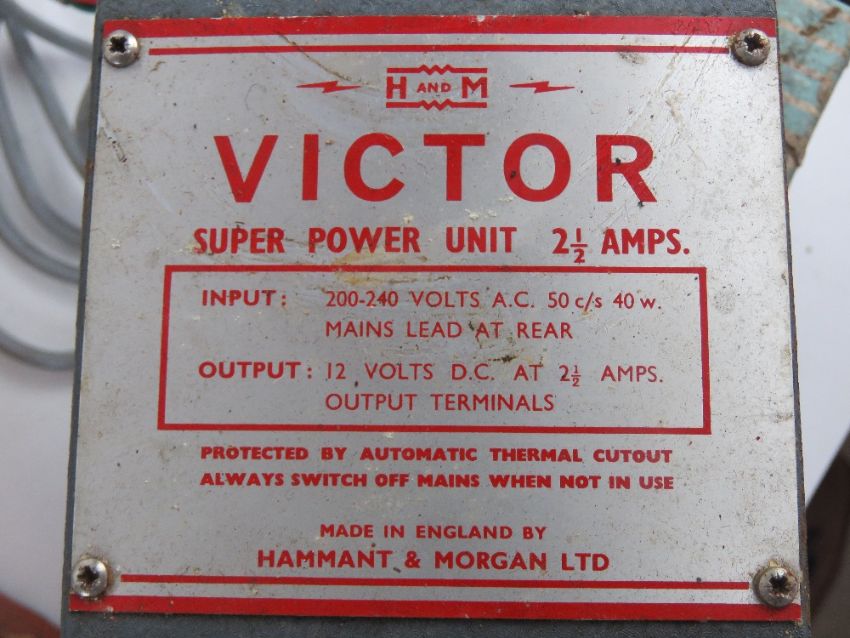 H AND M
VICTOR
SUPER POWER UNIT 2½ AMPS.
INPUT: 200-240 VOLTS A.C. 50 c/s 40 w.
MAINS LEAD AT REAR
OUTPUT: 12 VOLTS D.C. AT 2½ AMPS.
OUTPUT TERMINALS
PROTECTED BY AUTOMATIC THERMAL CUTOUT
ALWAYS SWITCH OFF MAINS WHEN NOT IN USE
MADE IN ENGLAND BY
HAMMANT & MORGAN LTD